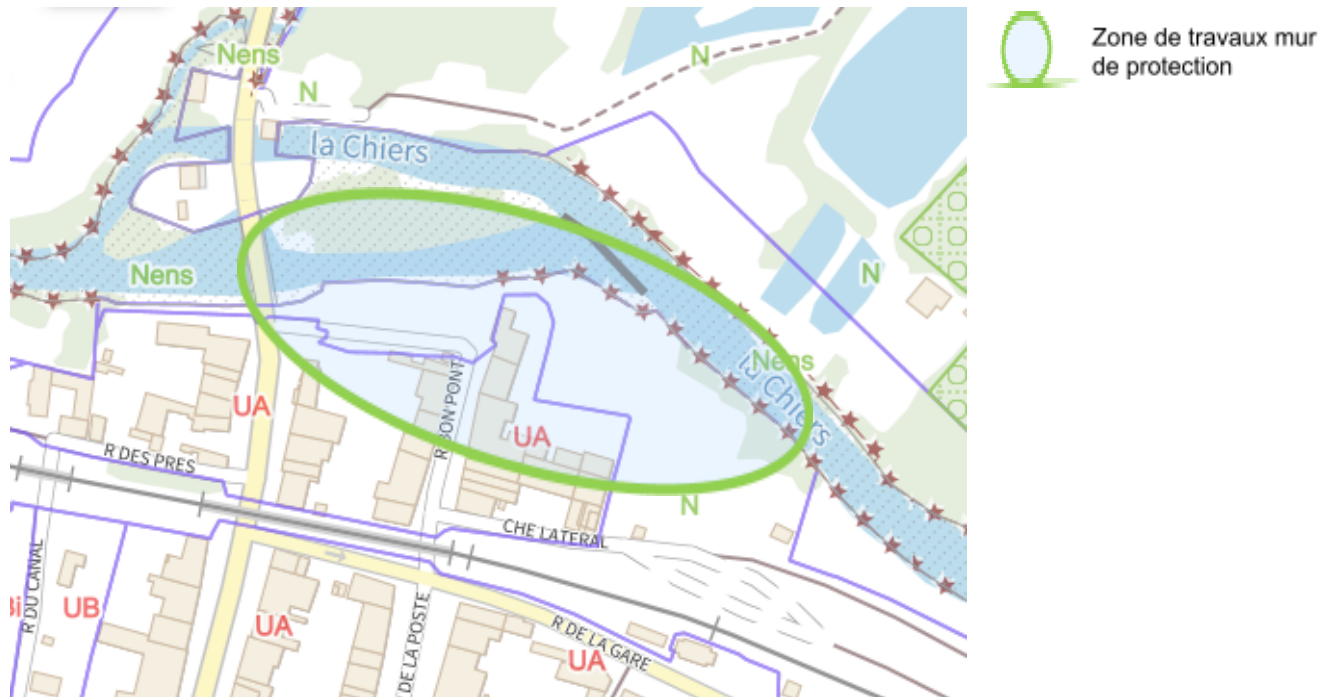 Zone de travaux mur
de protection
Nens
N
N
la Chiers
Nens
N
Nens
la Chiers
UA
R BON PONT
UA
R DES PRES
N
CHE LATERAL
R DU CANAL
UB
UA
DE LA POSTE
R DE LA GARE
UA